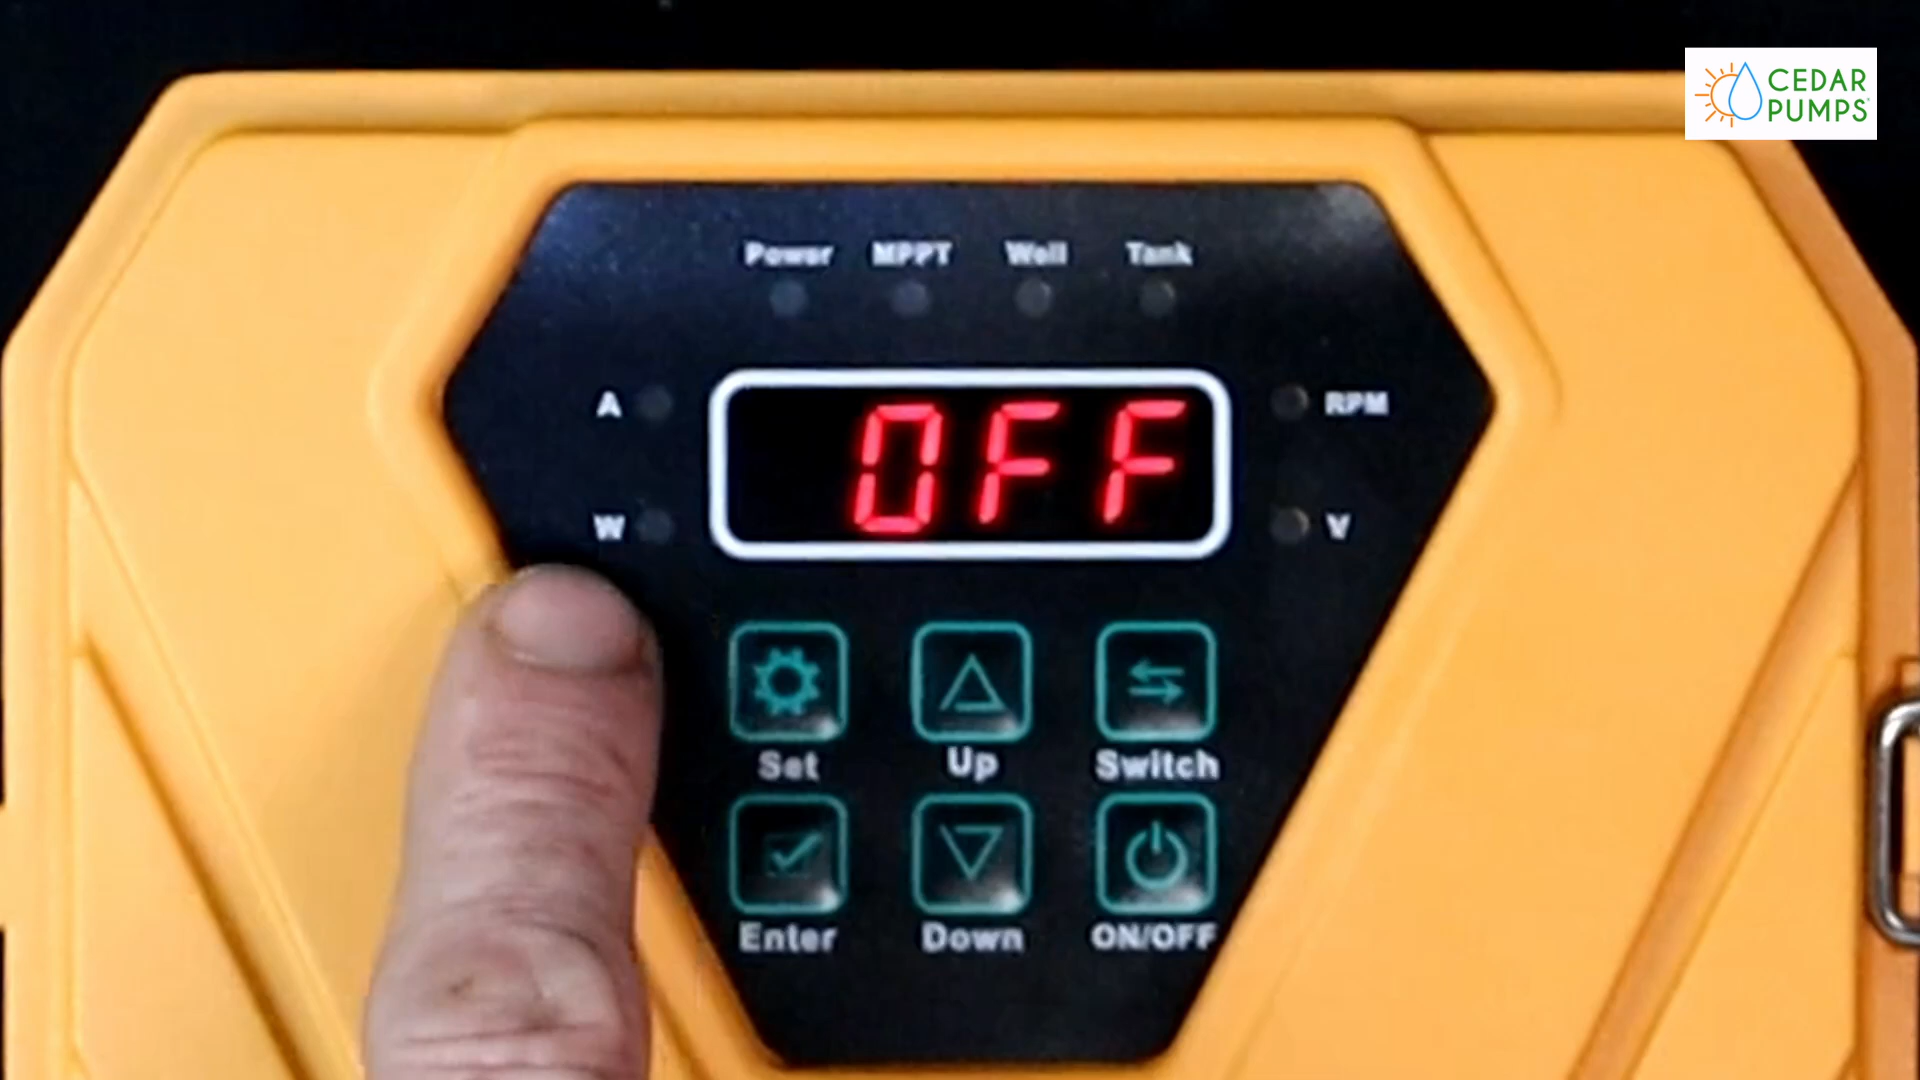 CEDAR
PUMPS
Power MPPT Well Tank
A RPM
OFF
W V
Set Up Switch
Enter Down ON/OFF